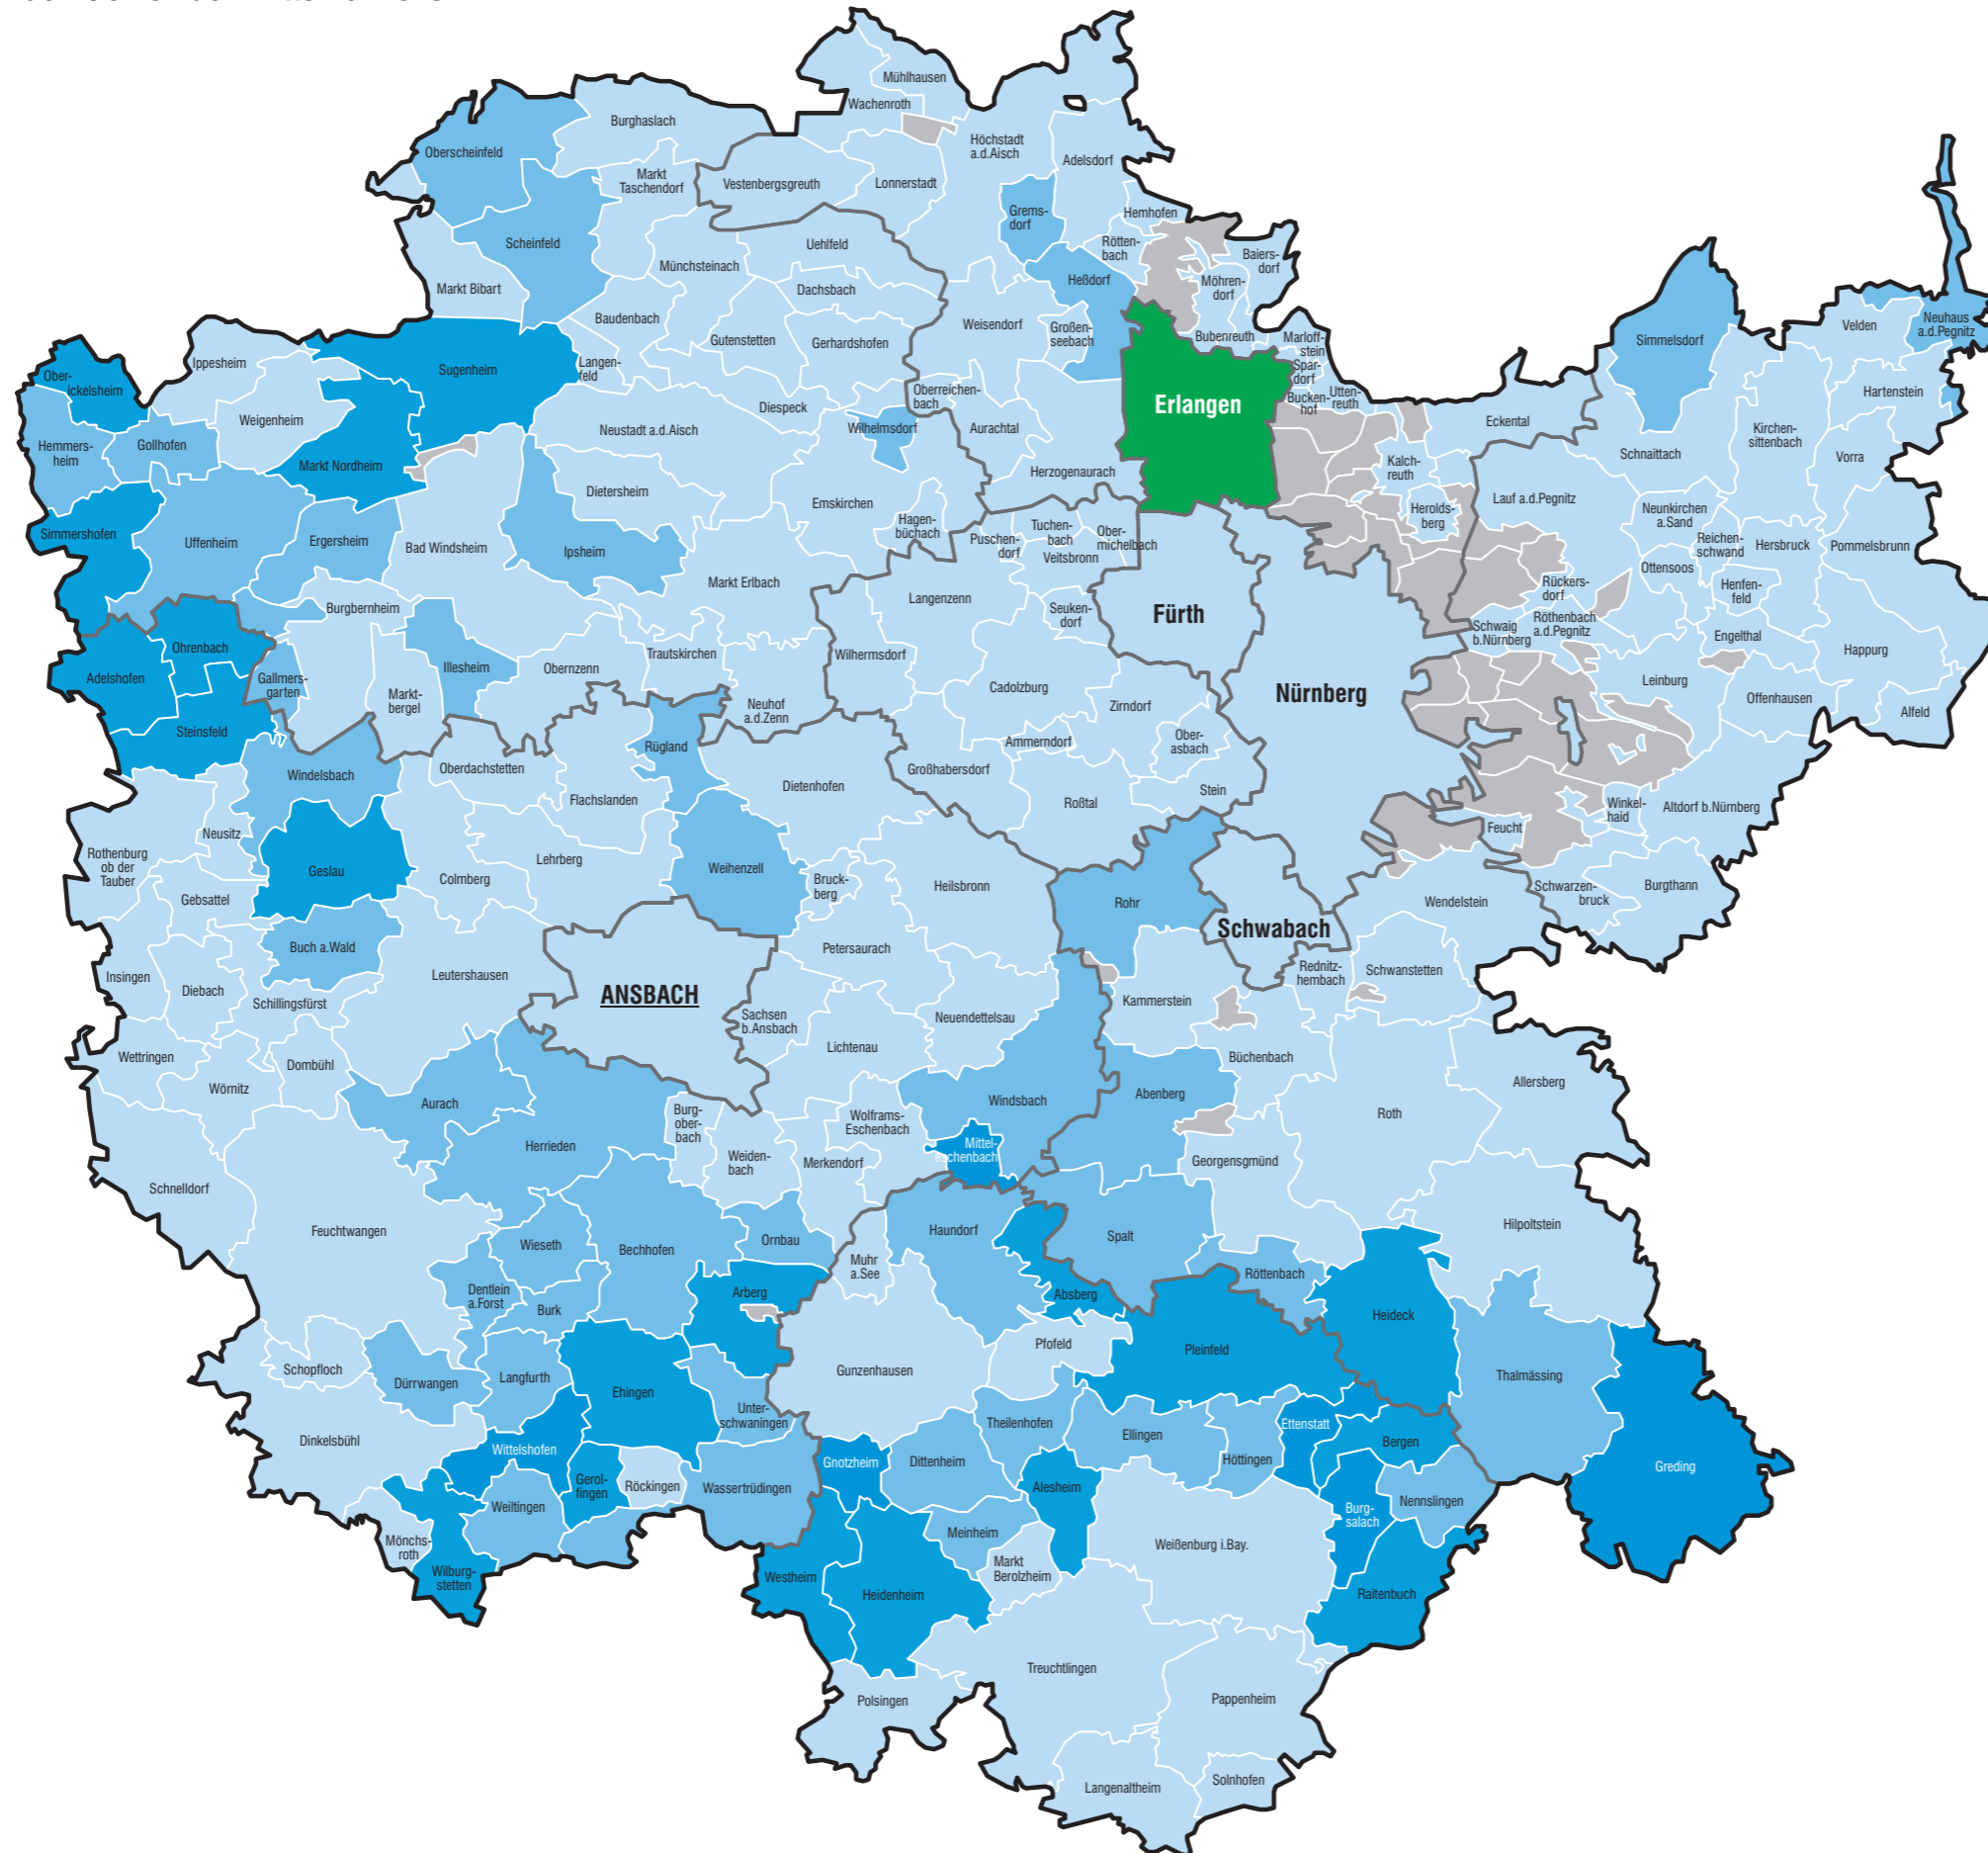 Mühlhausen
Wachenroth
Burghaslach
Höchstadt
a.d.Aisch
Oberscheinfeld
Adelsdorf
Markt
Taschendorf
Vestenbergsgreuth
Lonnerstadt
Grems-
dorf
Hemhofen
Scheinfeld
Uehlfeld
Rötten-
bach
Baiers-
dorf
Münchsteinach
Heßdorf
Möhren-
dorf
Markt Bibart
Dachsbach
Baudenbach
Weisendorf
Großen-
seebach
Gutenstetten
Gerhardshofen
Bubenreuth
Marloff-
stein
Simmelsdorf
Velden
Neuhaus
a.d.Pegnitz
Ippesheim
Sugenheim
Langen-
feld
Spar-
dorf
Ober-
ickelsheim
Oberreichen-
bach
Erlangen
Bucken-
hof
Utten-
reuth
Hartenstein
Weigenheim
Diespeck
Neustadt a.d.Aisch
Wilhelmsdorf
Aurachtal
Eckental
Kirchen-
sittenbach
Hemmers-
heim
Gollhofen
Markt Nordheim
Herzogenaurach
Kalch-
reuth
Schnaittach
Vorra
Dietersheim
Emskirchen
Lauf a.d.Pegnitz
Simmershofen
Uffenheim
Ergersheim
Bad Windsheim
Ipsheim
Hagen-
büchach
Puschen-
dorf
Tuchen-
bach
Ober-
michelbach
Veitsbronn
Herolds-
berg
Neunkirchen
a.Sand
Reichen-
schwand
Hersbruck
Pommelsbrunn
Ottensoos
Markt Erlbach
Langenzenn
Seuken-
dorf
Fürth
Rückers-
dorf
Henfen-
feld
Burgbernheim
Röthenbach
a.d.Pegnitz
Schwaig
b.Nürnberg
Engelthal
Happurg
Ohrenbach
Adelshofen
Gallmers-
garten
Markt-
bergel
Illesheim
Obernzenn
Trautskirchen
Wilhermsdorf
Cadolzburg
Nürnberg
Leinburg
Offenhausen
Alfeld
Neuhof
a.d.Zenn
Zirndorf
Steinsfeld
Rügland
Ammerndorf
Ober-
asbach
Windelsbach
Oberdachstetten
Flachslanden
Dietenhofen
Großhabersdorf
Roßtal
Stein
Winkel-
haid
Altdorf b.Nürnberg
Neusitz
Feucht
Rothenburg
ob der
Tauber
Geslau
Colmberg
Lehrberg
Weihenzell
Bruck-
berg
Heilsbronn
Rohr
Schwarzen-
bruck
Burgthann
Gebsattel
Wendelstein
Schwabach
Buch a.Wald
Petersaurach
Insingen
Diebach
Schillingsfürst
Leutershausen
ANSBACH
Rednitz-
hembach
Schwanstetten
Sachsen
b.Ansbach
Neuendettelsau
Kammerstein
Wettringen
Wörnitz
Dombühl
Lichtenau
Büchenbach
Allersberg
Aurach
Windsbach
Abenberg
Roth
Herrieden
Burg-
ober-
bach
Wolframs-
Eschenbach
Mittel-
eschenbach
Weiden-
bach
Merkendorf
Georgensgmünd
Schnelldorf
Feuchtwangen
Wieseth
Bechhofen
Ornbau
Haundorf
Spalt
Hilpoltstein
Muhr
a.See
Röttenbach
Dentlein
a.Forst
Burk
Arberg
Absberg
Heideck
Schopfloch
Dürrwangen
Langfurth
Ehingen
Gunzenhausen
Pfofeld
Pleinfeld
Thalmässing
Unter-
schwaningen
Theilenhofen
Dinkelsbühl
Wittelshofen
Ellingen
Ettenstatt
Bergen
Gnotzheim
Dittenheim
Höttingen
Greding
Gerol-
fingen
Röckingen
Wassertrüdingen
Alesheim
Weiltingen
Burg-
salach
Nennslingen
Mönchs-
roth
Meinheim
Weißenburg i.Bay.
Wilburg-
stetten
Westheim
Heidenheim
Markt
Berolzheim
Raitenbuch
Treuchtlingen
Polsingen
Pappenheim
Langenaltheim
Solnhofen